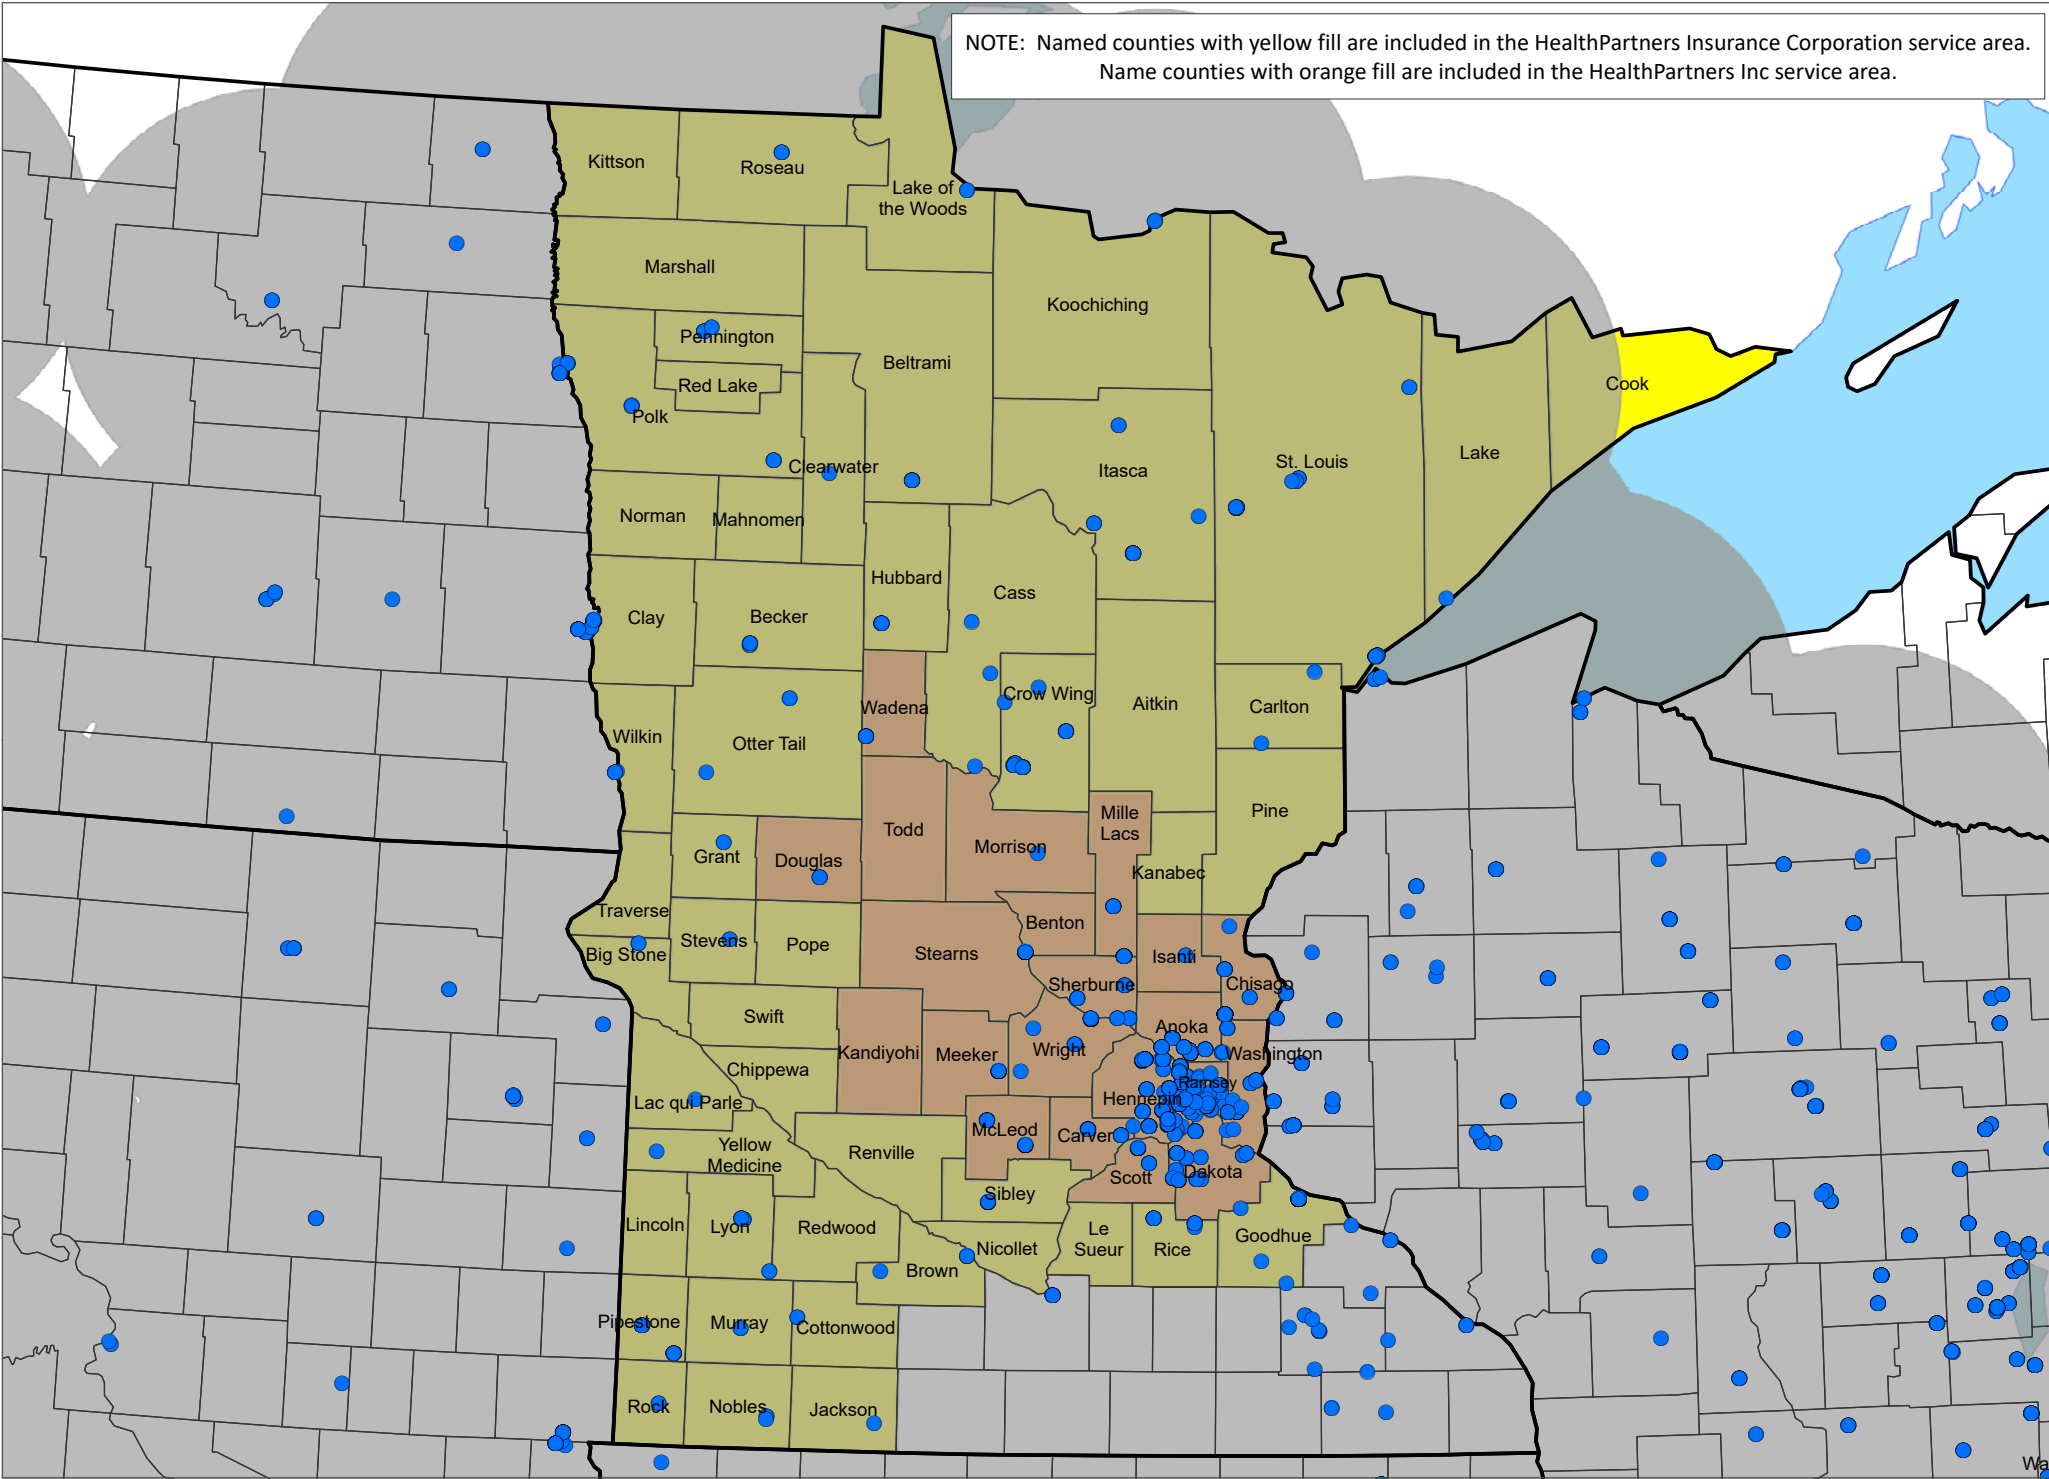 NOTE: Named counties with yellow fill are included in the HealthPartners Insurance Corporation service area.
Name counties with orange fill are included in the HealthPartners Inc service area.
Kittson
Roseau
Lake of
the Woods
Marshall
Koochiching
Pennington
Beltrami
Red Lake
Cook
Polk
Lake
St. Louis
Clearwater
Itasca
Norman
Mahnomen
Hubbard
Cass
Clay
Becker
Crow Wing
Wadena
Aitkin
Carlton
Wilkin
Otter Tail
Pine
Mille
Lacs
Todd
Morrison
Grant
Douglas
Kanabec
Traverse
Benton
Stevens
Pope
Big Stone
Stearns
Isanti
Sherburne
Chisago
Swift
Anoka
Kandiyohi
Meeker
Wright
Washington
Chippewa
Ramsey
Lac qui Parle
Hennepin
McLeod
Carver
Yellow
Medicine
Renville
Scott
Dakota
Sibley
Lincoln
Lyon
Redwood
Le
Sueur
Rice
Goodhue
Nicollet
Brown
Pipestone
Murray
Cottonwood
Rock
Nobles
Jackson
Wa